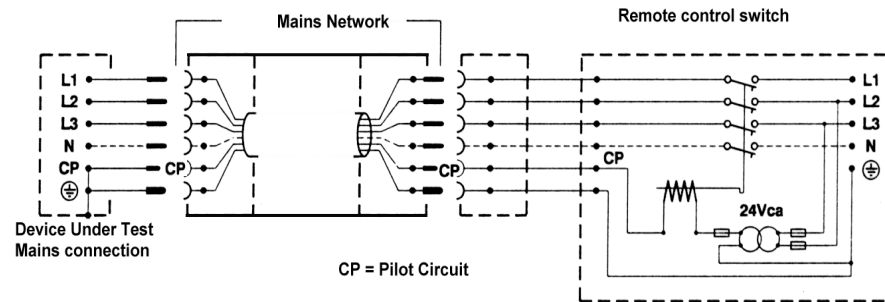 Mains Network
Remote control switch
L1
L2
L3
N
CP
CP
CP
CP
L1
L2
L3
N
24Vca
Device Under Test
Mains connection
CP = Pilot Circuit